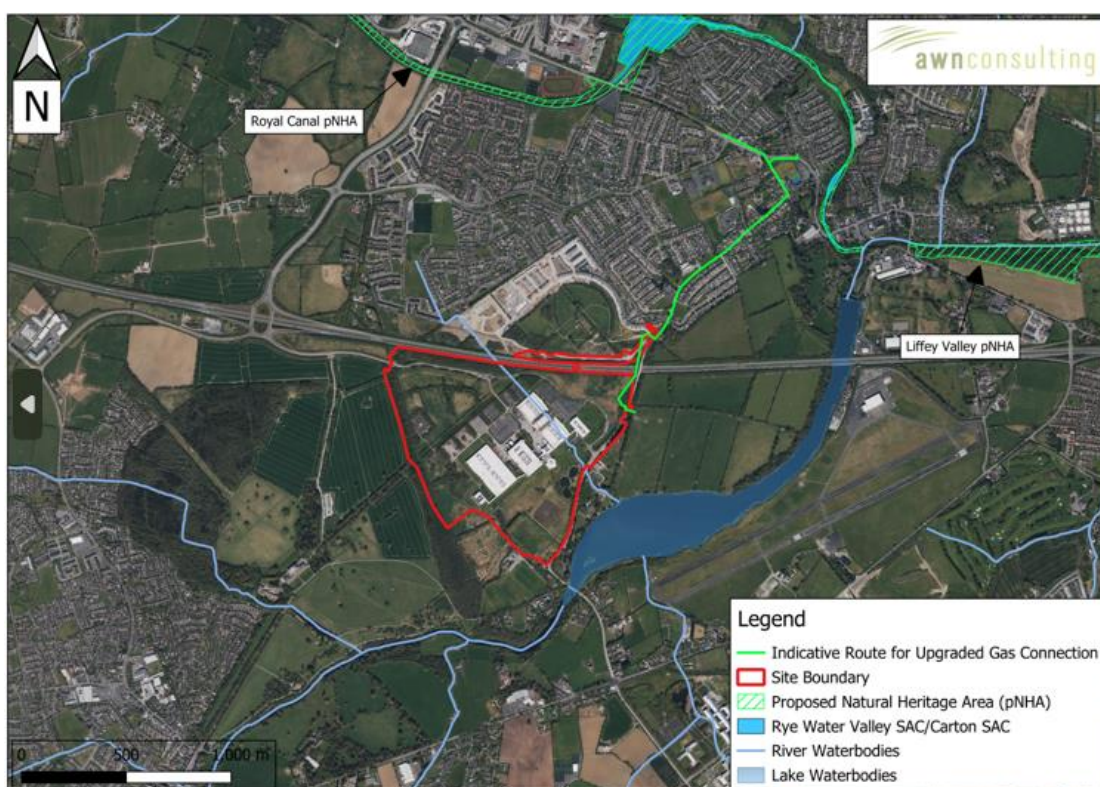 awnconsulting
N
Royal Canal pNHA
Liffey Valley pNHA
Legend
Indicative Route for Upgraded Gas Connection
Site Boundary
Proposed Natural Heritage Area (pNHA)
Rye Water Valley SAC/Carton SAC
River Waterbodies
Lake Waterbodies
0 500 1,000 m